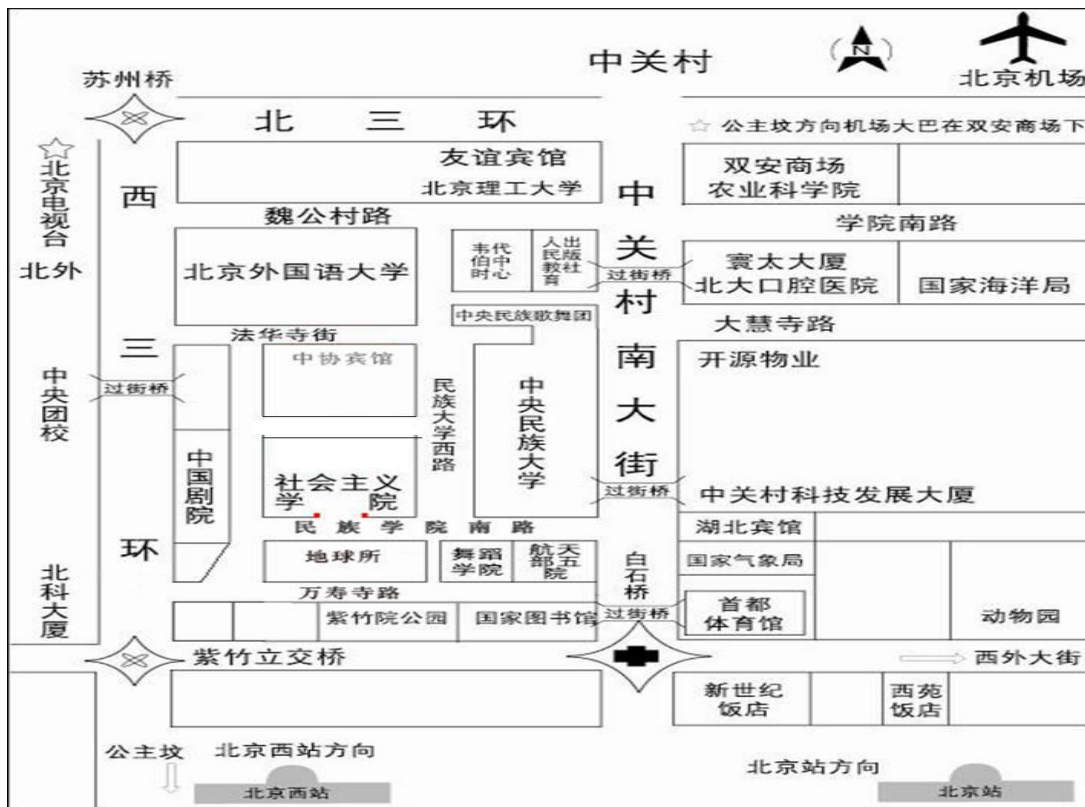 中关村
N
北京机场
苏州桥
北三环
☆ 公主坟方向机场大巴在双安商场下
北京电视台
北外
西三环
友谊宾馆
北京理工大学
中关村南大街
双安商场
农业科学院
魏公村路
学院南路
北京外国语大学
韦伯时代中心
人民教育出版社
过街桥
寰太大厦
北大口腔医院
国家海洋局
中央民族歌舞团
大慧寺路
法华寺街
中协宾馆
开源物业
中央团校
过街桥
民族大学西路
中央民族大学
中国剧院
社会主义
学 院
过街桥
中关村科技发展大厦
民族学院南路
湖北宾馆
地球所
舞蹈
学院
航天
部五
院
白石桥
国家气象局
北科大厦
万寿寺路
紫竹院公园
国家图书馆
过街桥
首都
体育馆
动物园
紫竹立交桥
西外大街
新世纪
饭店
西苑
饭店
公主坟
北京西站方向
北京西站
北京站方向
北京站